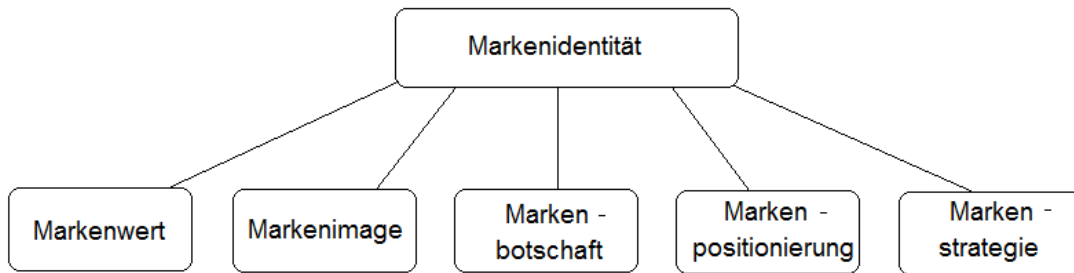 Markenidentität
Markenwert
Markenimage
Marken -
botschaft
Marken -
positionierung
Marken -
strategie